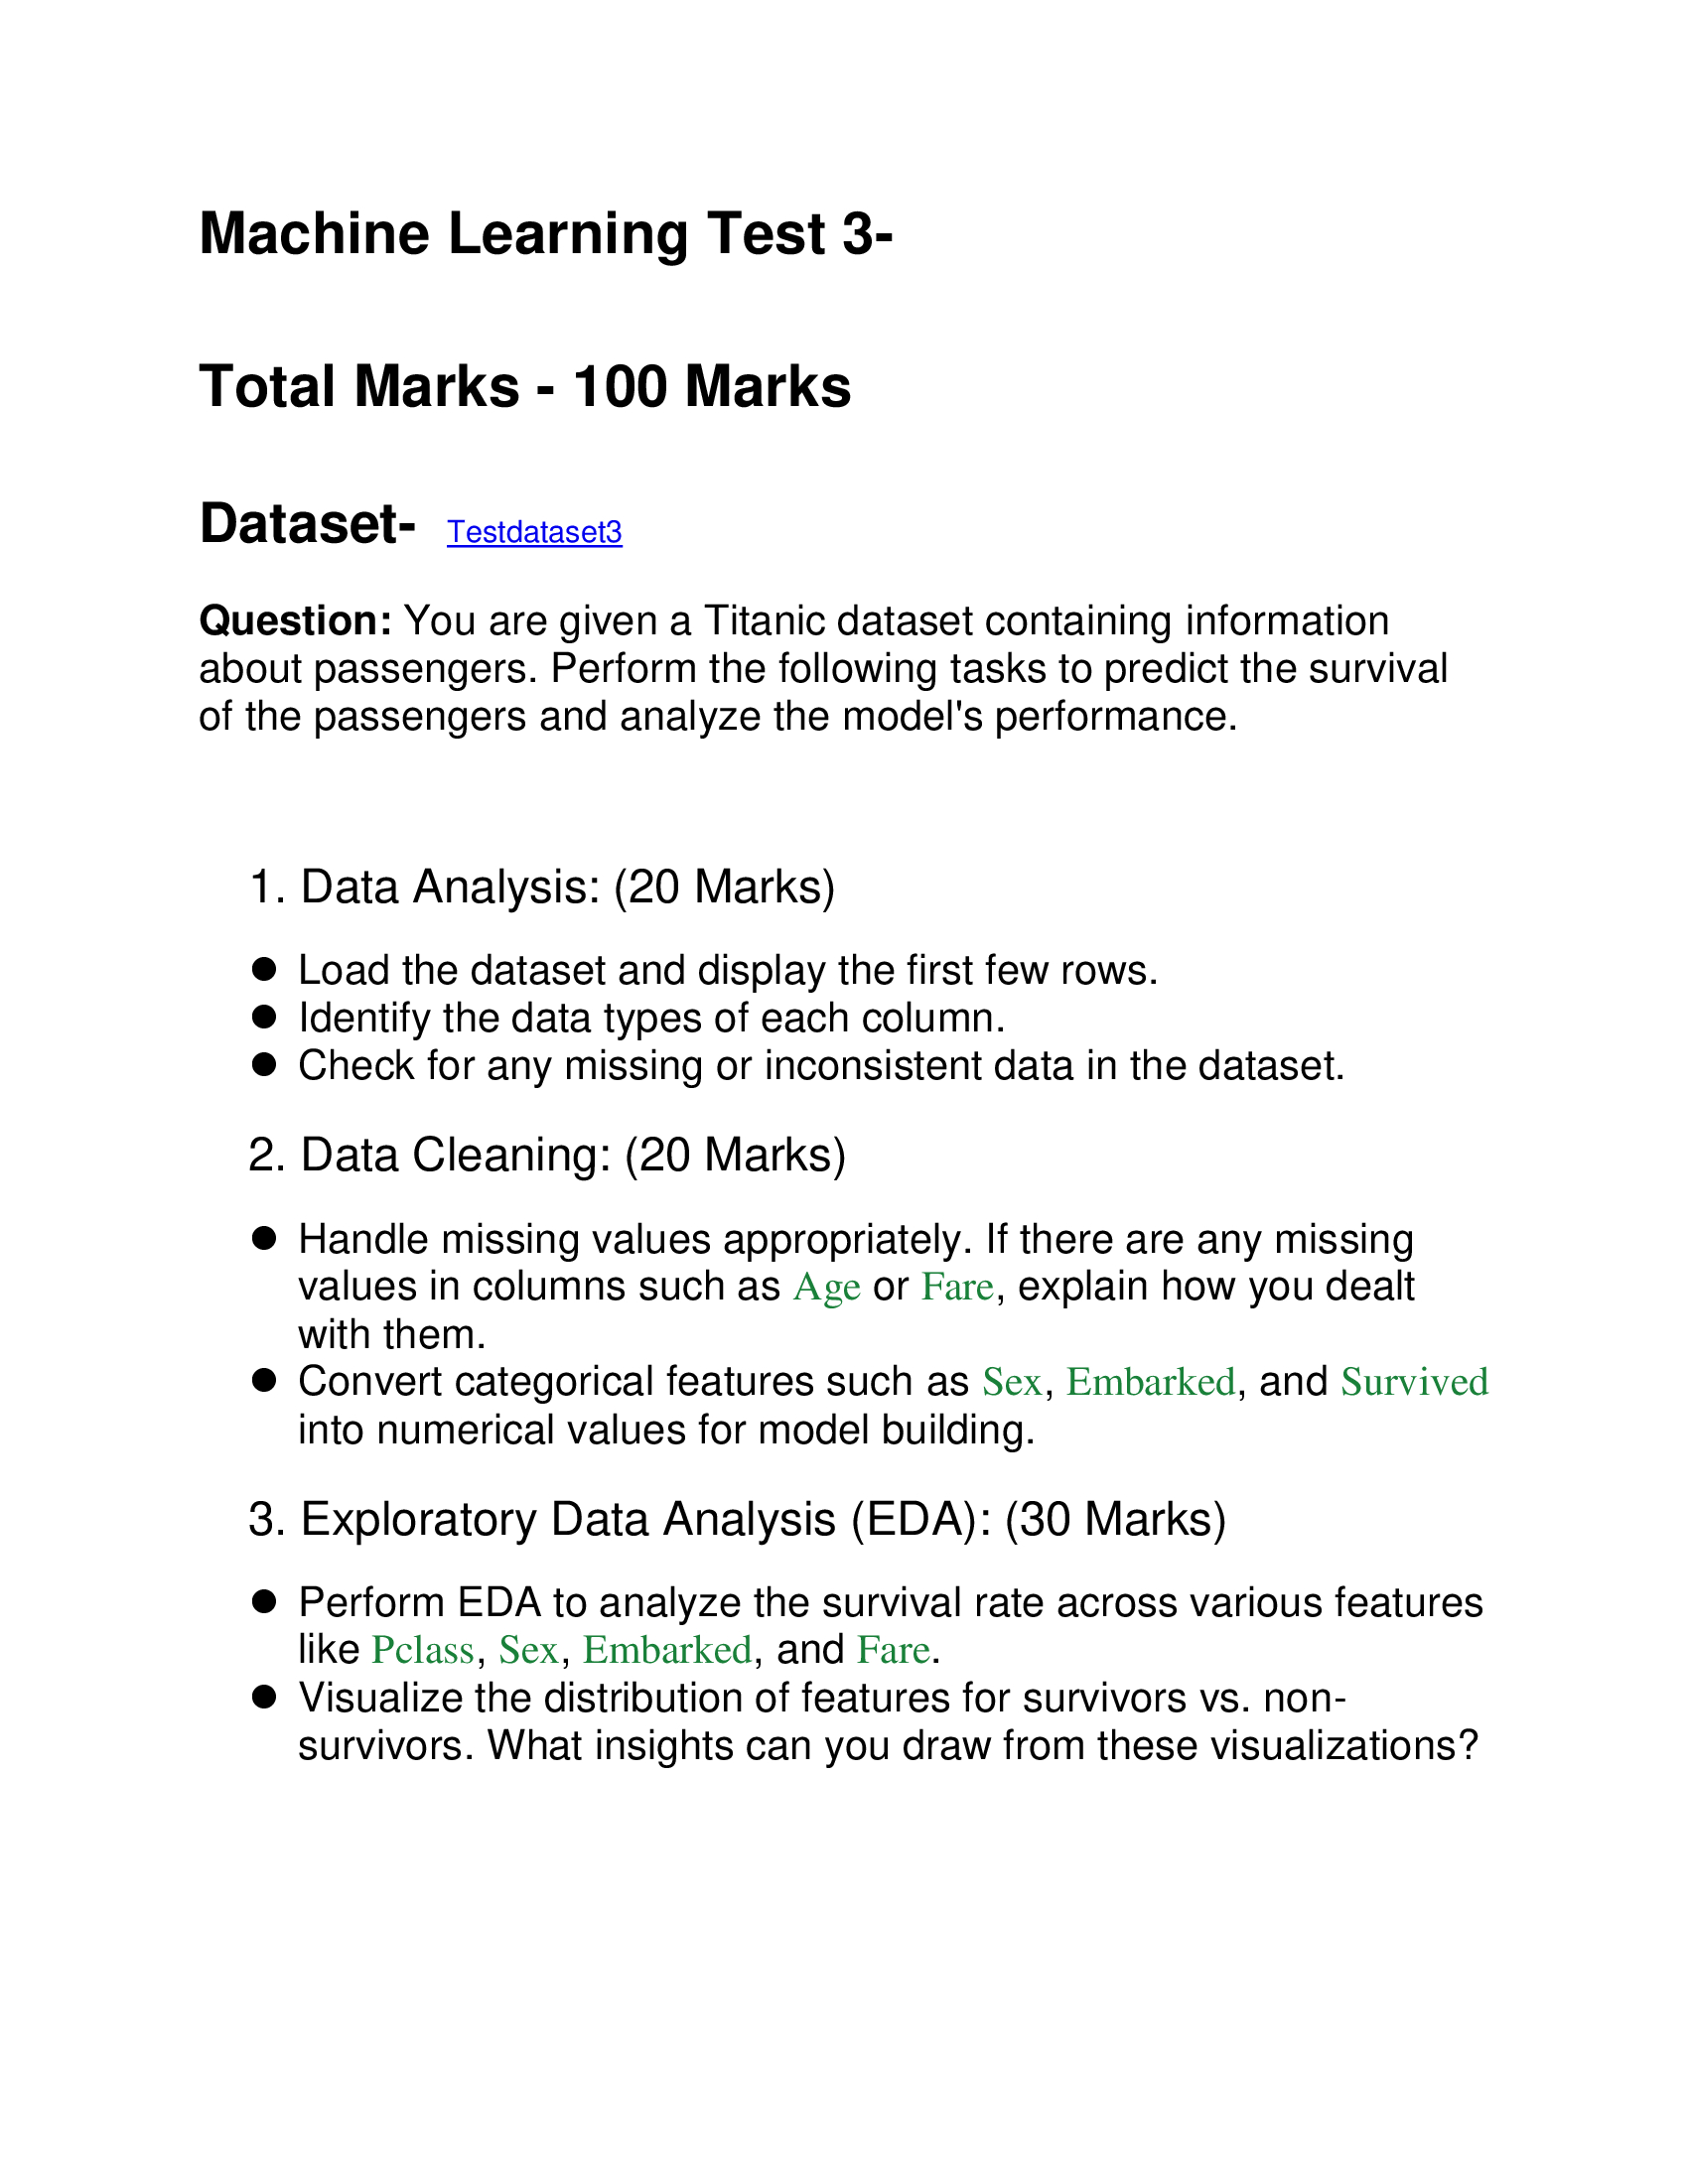 Machine Learning Test 3-
Total Marks - 100 Marks
Dataset- Testdataset3
Question: You are given a Titanic dataset containing information
about passengers. Perform the following tasks to predict the survival
of the passengers and analyze the model's performance.
1. Data Analysis: (20 Marks)
● Load the dataset and display the first few rows.
● Identify the data types of each column.
● Check for any missing or inconsistent data in the dataset.
2. Data Cleaning: (20 Marks)
● Handle missing values appropriately. If there are any missing
values in columns such as Age or Fare, explain how you dealt
with them.
● Convert categorical features such as Sex, Embarked, and Survived
into numerical values for model building.
3. Exploratory Data Analysis (EDA): (30 Marks)
● Perform EDA to analyze the survival rate across various features
like Pclass, Sex, Embarked, and Fare.
● Visualize the distribution of features for survivors vs. non-
survivors. What insights can you draw from these visualizations?